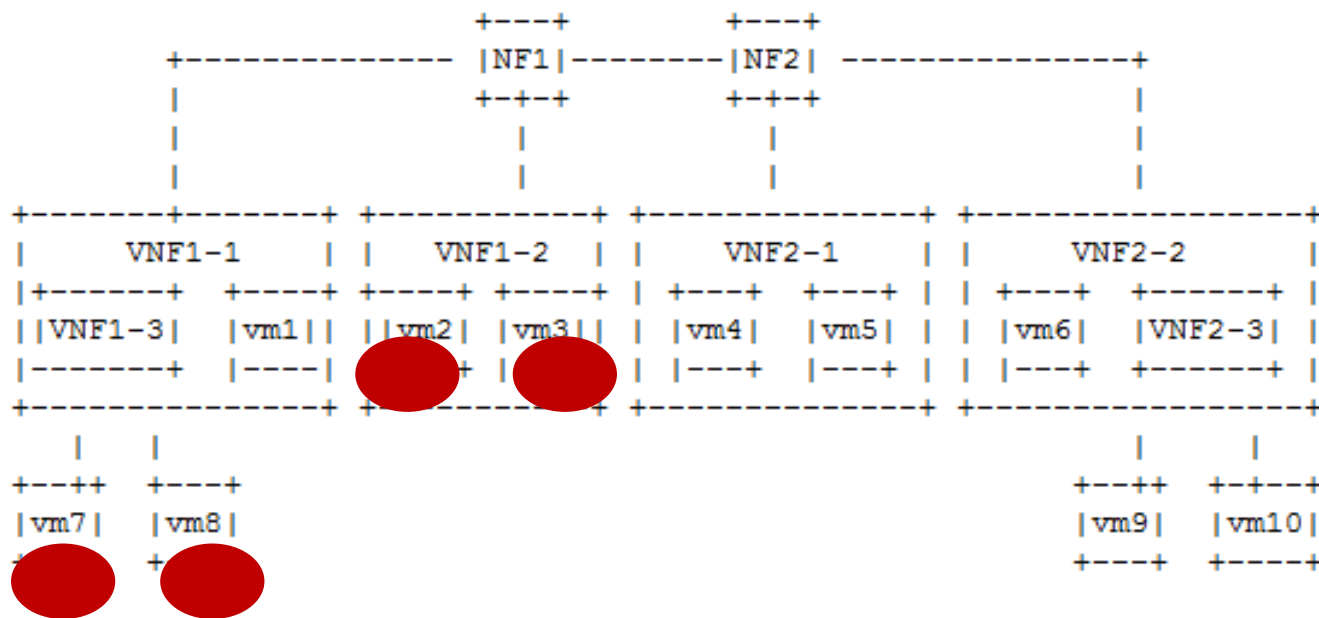 +---+ +---+
+-------------- |NF1|--------|NF2| ---------------+
| +-+-+ +-+-+ |
| | | |
| | | |
+-------+-------+ +-----------+ +--------------+ +-----------------+
| VNF1-1 | | VNF1-2 | | VNF2-1 | | VNF2-2 |
|+------+ +----+ +----+ +----+ | +---+ +---+ | | +---+ +------+ |
||VNF1-3| |vm1|| ||vm2| |vm3|| | |vm4| |vm5| | | |vm6| |VNF2-3| |
|-------+ |----| + | | |---+ |---+ | | |---+ +------+ |
+---------------+ +-----------+ +--------------+ +-----------------+
| | | |
+--++ +---+ +--++ +-+--+
|vm7| |vm8| |vm9| |vm10|
+ + +---+ +----+